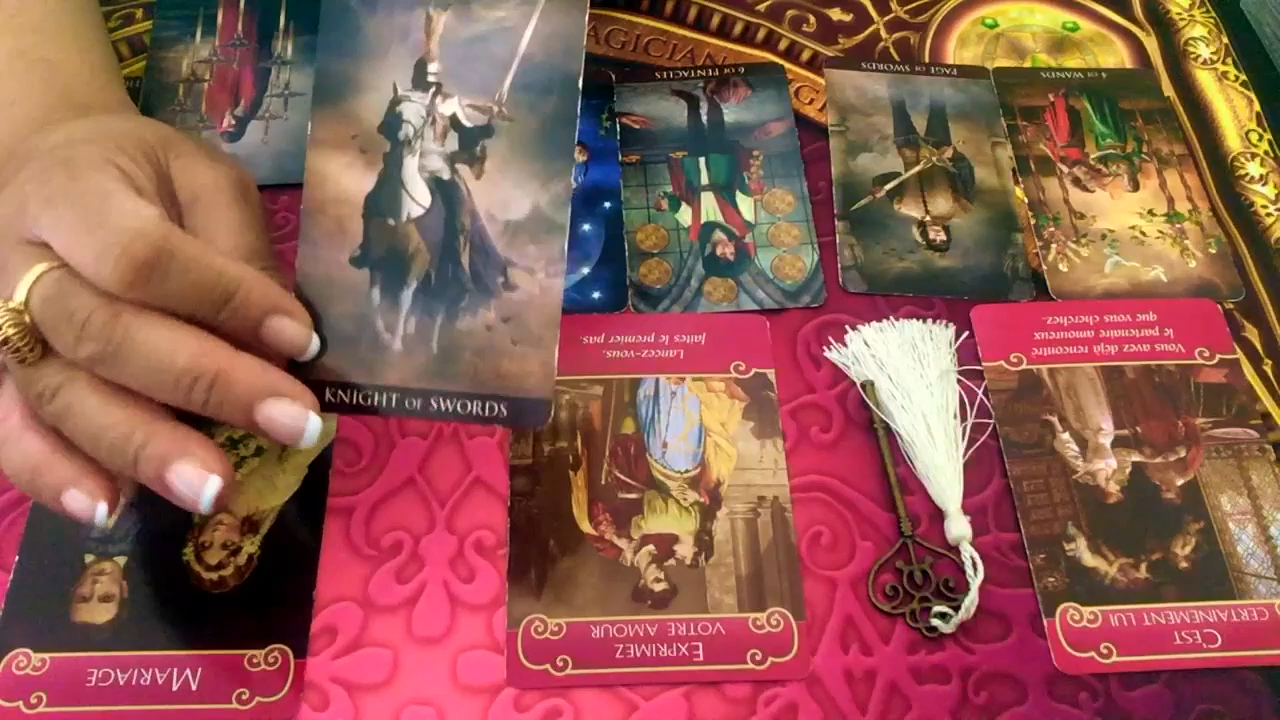 AGICIAN
6 OF PENTACLES
PAGE OF SWORDS
4 OF WANDS
KNIGHT OF SWORDS
Lancez-vous,
faites le premier pas.
EXPRIMEZ
VOTRE AMOUR
Vous avez déjà rencontré
le partenaire amoureux
que vous cherchez.
C'EST
CERTAINEMENT LUI
MARIAGE